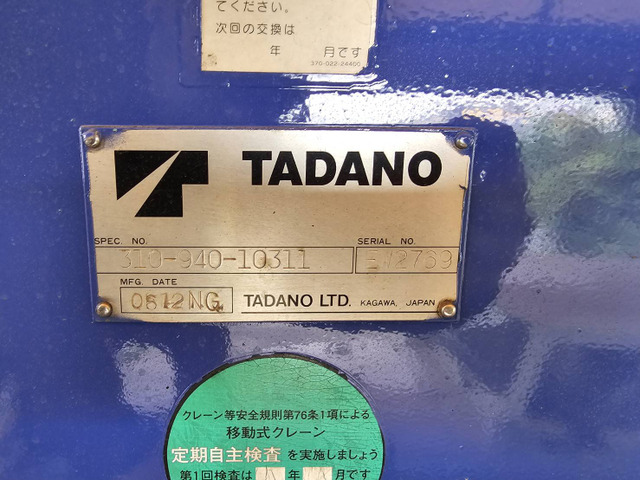 てください。
次回の交換は
年 月です
370-022-24400
TADANO
SPEC. NO. SERIAL NO.
310-940-10311
MFG. DATE
0512NG TADANO LTD. KAGAWA, JAPAN
クレーン等安全規則第76条1項による
移動式クレーン
定期自主検査 を実施しましょう
第1回検査は 年 月です